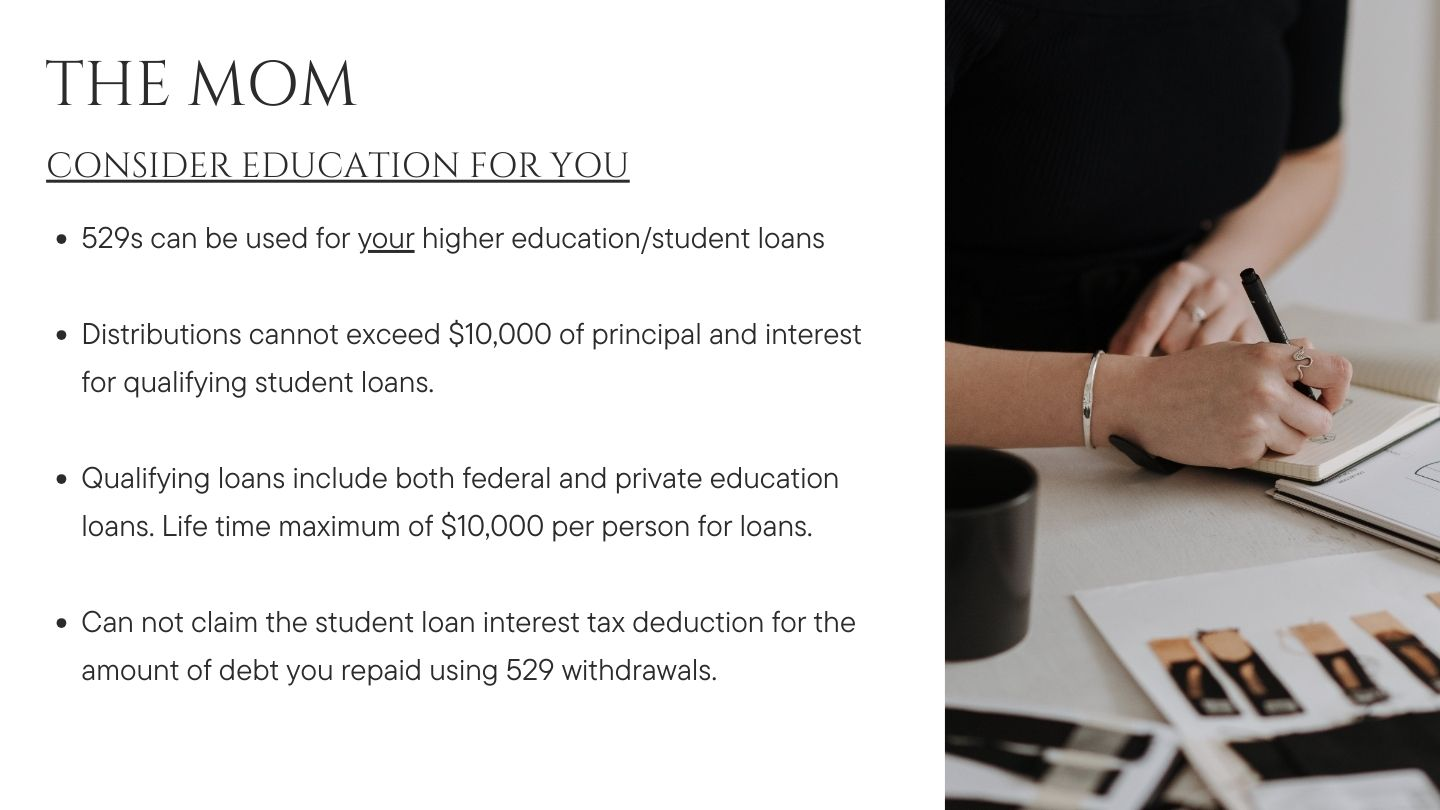 THE MOM
CONSIDER EDUCATION FOR YOU
• 529s can be used for your higher education/student loans
• Distributions cannot exceed $10,000 of principal and interest
for qualifying student loans.
• Qualifying loans include both federal and private education
loans. Life time maximum of $10,000 per person for loans.
• Can not claim the student loan interest tax deduction for the
amount of debt you repaid using 529 withdrawals.